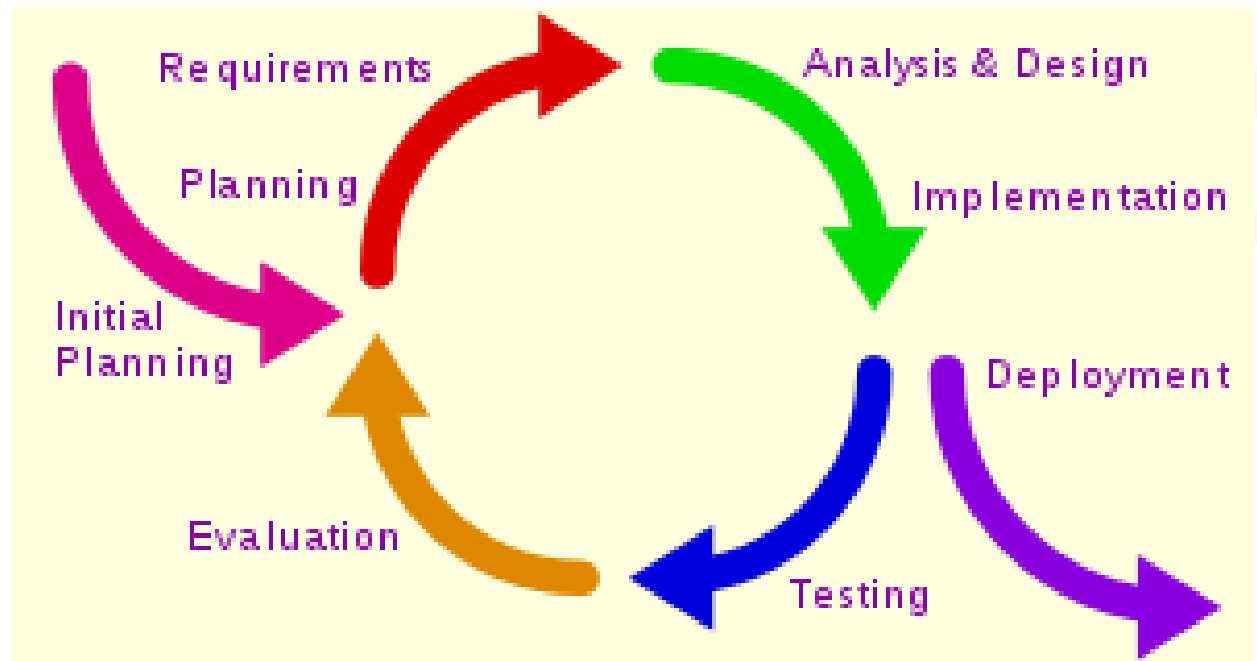 Requirements
Analysis & Design
Planning
Implementation
Initial
Planning
Deployment
Evaluation
Testing